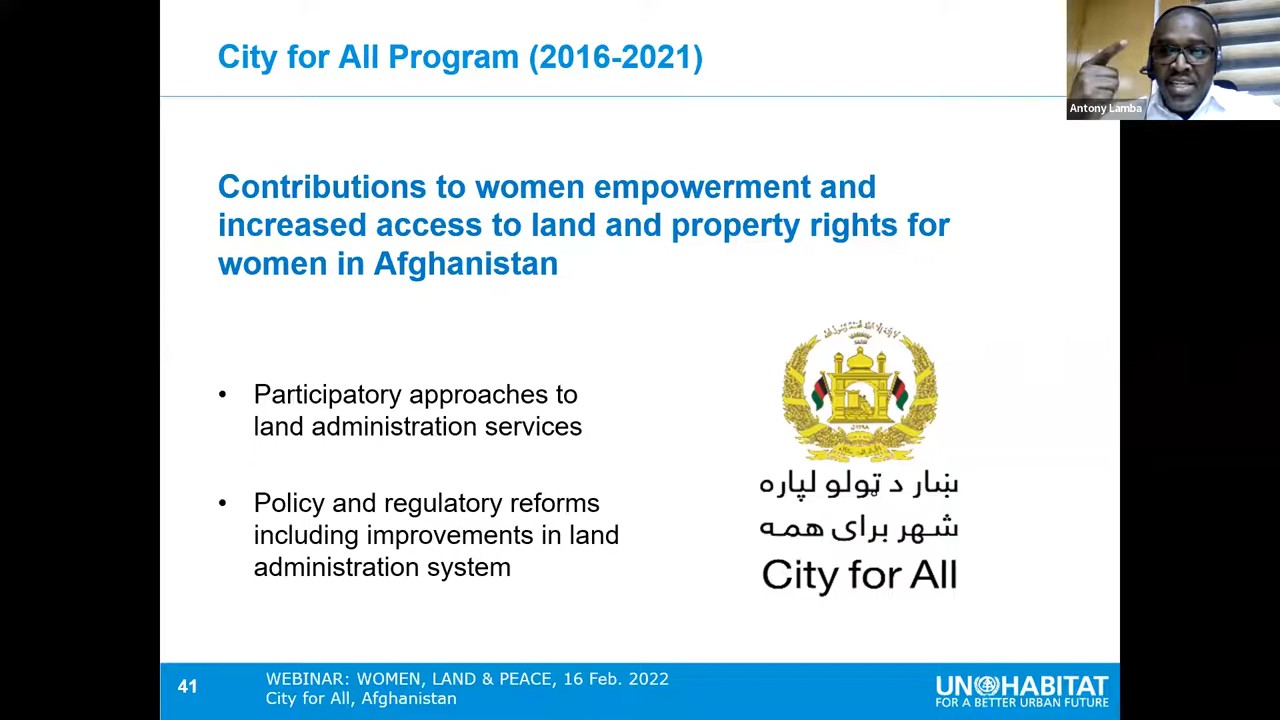 City for All Program (2016-2021)
Antony Lamba
Contributions to women empowerment and
increased access to land and property rights for
women in Afghanistan
• Participatory approaches to
land administration services
• Policy and regulatory reforms
including improvements in land
administration system
ښار د ټولو لپاره
شهر برای همه
City for All
41
WEBINAR: WOMEN, LAND & PEACE, 16 Feb. 2022
City for All, Afghanistan
UN HABITAT
FOR A BETTER URBAN FUTURE